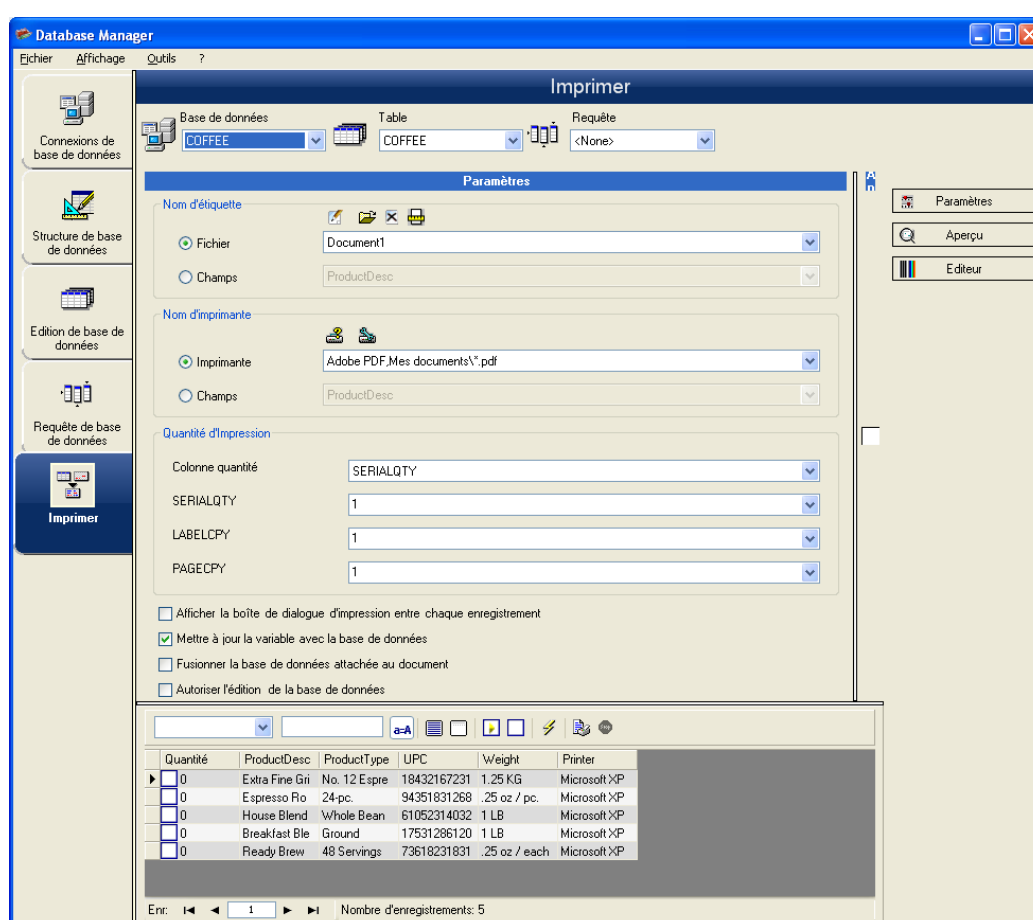 Database Manager
Fichier Affichage Outils ?
Imprimer
Connexions de
base de données
Structure de base
de données
Edition de base de
données
Requête de base
de données
Imprimer
Base de données Table Requête
COFFEE COFFEE <None>
Paramètres
Nom d'étiquette
Fichier Document1
Champs ProductDesc
Nom d'imprimante
Imprimante Adobe PDF,Mes documents\*.pdf
Champs ProductDesc
Quantité d'Impression
Colonne quantité SERIALQTY
SERIALQTY 1
LABELCPY 1
PAGECPY 1
Afficher la boîte de dialogue d'impression entre chaque enregistrement
Mettre à jour la variable avec la base de données
Fusionner la base de données attachée au document
Autoriser l'édition de la base de données
A
n
Paramètres
Aperçu
Editeur
a=A
Quantité ProductDesc ProductType UPC Weight Printer
0 Extra Fine Gri No. 12 Espre 18432167231 1.25 KG Microsoft XP
0 Espresso Ro 24-pc. 94351831268 .25 oz / pc. Microsoft XP
0 House Blend Whole Bean 61052314032 1 LB Microsoft XP
0 Breakfast Ble Ground 17531286120 1 LB Microsoft XP
0 Ready Brew 48 Servings 73618231831 .25 oz / each Microsoft XP
Enr: 1 Nombre d'enregistrements: 5